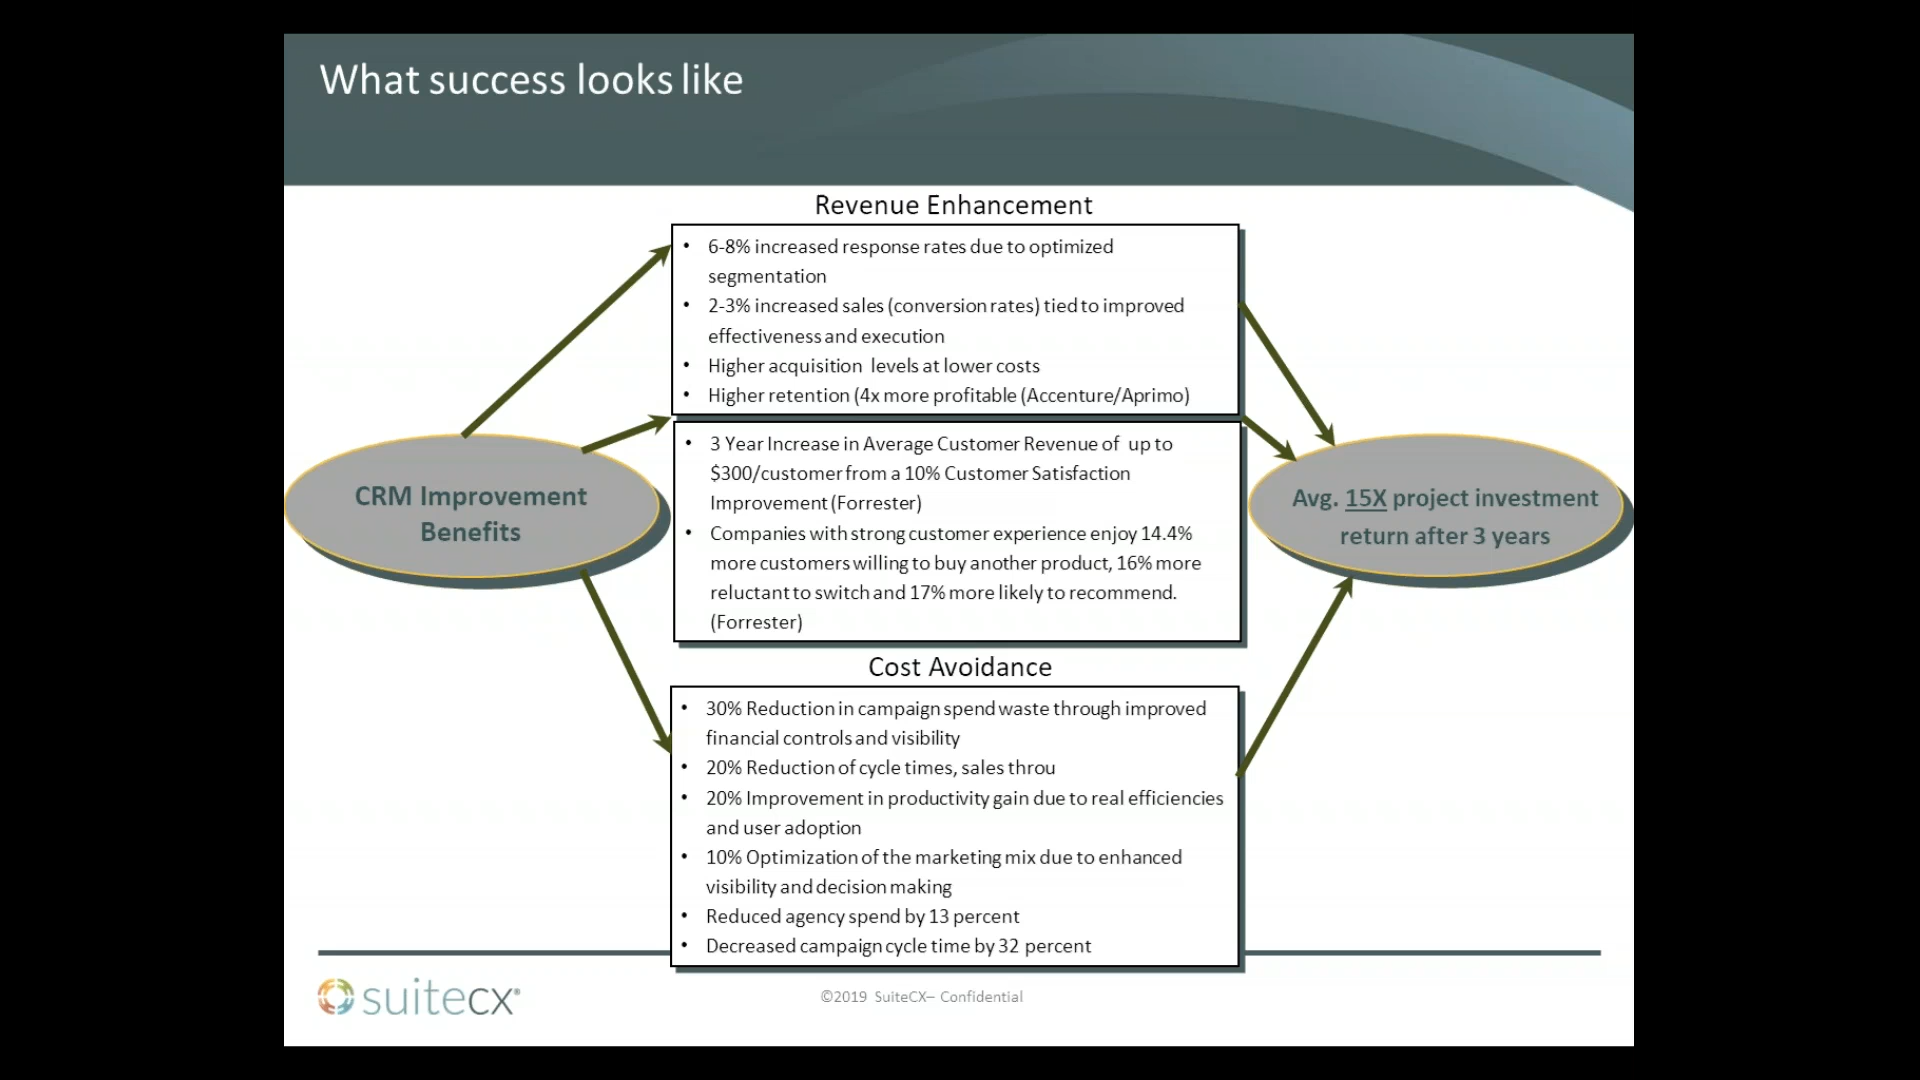 What success looks like
Revenue Enhancement
• 6-8% increased response rates due to optimized
segmentation
• 2-3% increased sales (conversion rates) tied to improved
effectiveness and execution
• Higher acquisition levels at lower costs
• Higher retention (4x more profitable (Accenture/Aprimo)
• 3 Year Increase in Average Customer Revenue of up to
$300/customer from a 10% Customer Satisfaction
Improvement (Forrester)
• Companies with strong customer experience enjoy 14.4%
more customers willing to buy another product, 16% more
reluctant to switch and 17% more likely to recommend.
(Forrester)
CRM Improvement
Benefits
Avg. 15X project investment
return after 3 years
Cost Avoidance
• 30% Reduction in campaign spend waste through improved
financial controls and visibility
• 20% Reduction of cycle times, sales throu
• 20% Improvement in productivity gain due to real efficiencies
and user adoption
• 10% Optimization of the marketing mix due to enhanced
visibility and decision making
• Reduced agency spend by 13 percent
• Decreased campaign cycle time by 32 percent
suitecx®
©2019 SuiteCX– Confidential